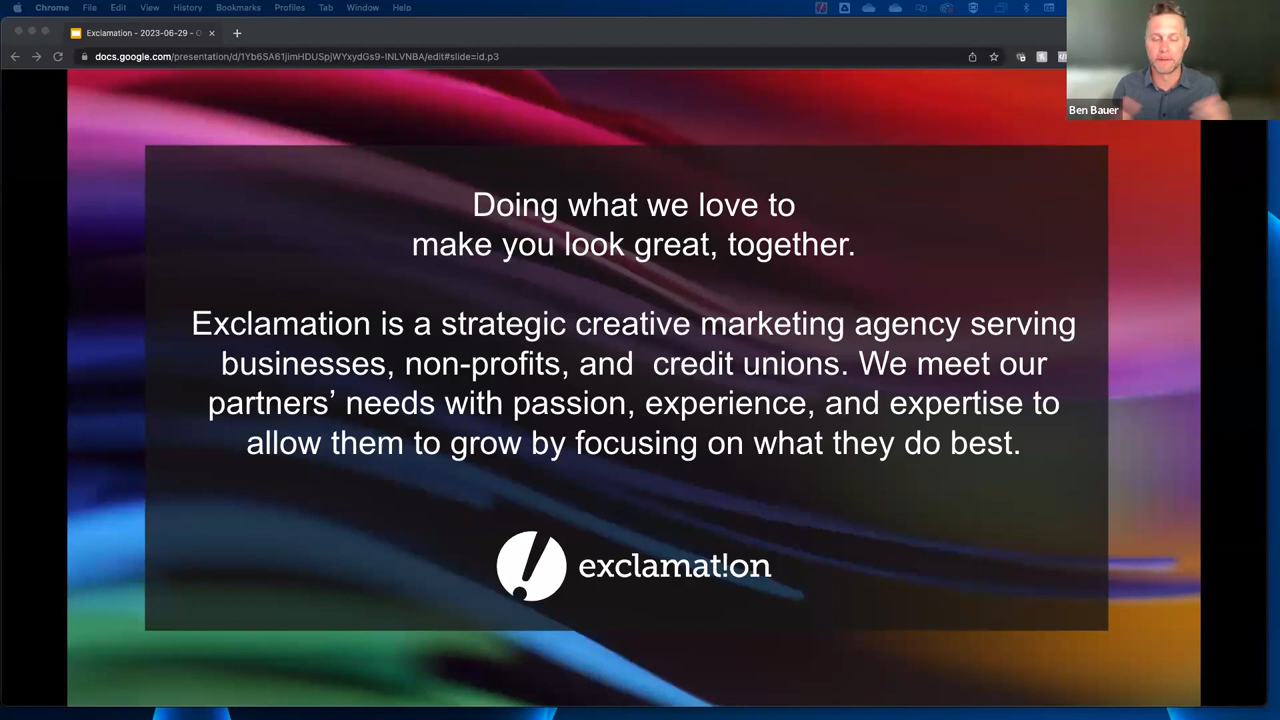 Chrome File Edit View History Bookmarks Profiles Tab Window Help
Exclamation - 2023-06-29 -
docs.google.com/presentation/d/1Yb6SA61jimHDUSpjWYxydGs9-INLVNBA/edit#slide=id.p3
Ben Bauer
Doing what we love to
make you look great, together.
Exclamation is a strategic creative marketing agency serving
businesses, non-profits, and credit unions. We meet our
partners’ needs with passion, experience, and expertise to
allow them to grow by focusing on what they do best.
exclamat!on